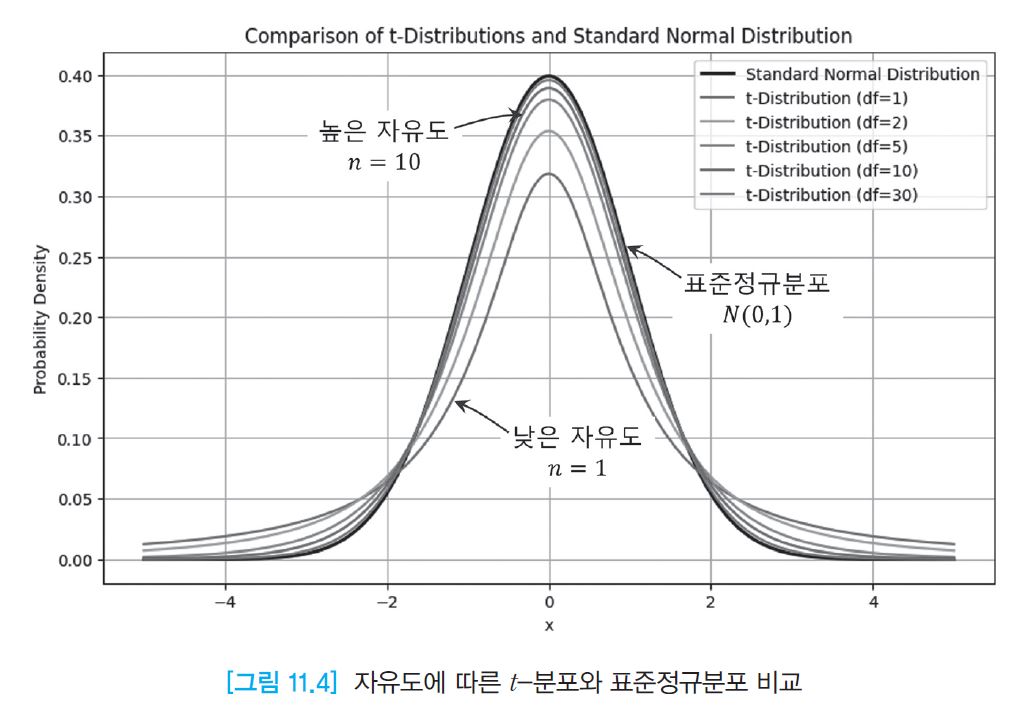 Comparison of t-Distributions and Standard Normal Distribution
Standard Normal Distribution
t-Distribution (df=1)
t-Distribution (df=2)
t-Distribution (df=5)
t-Distribution (df=10)
t-Distribution (df=30)
높은 자유도
n = 10
표준정규분포
N(0,1)
낮은 자유도
n = 1
Probability Density
0.40
0.35
0.30
0.25
0.20
0.15
0.10
0.05
0.00
−4 −2 0 2 4
x
[그림 11.4] 자유도에 따른 t−분포와 표준정규분포 비교